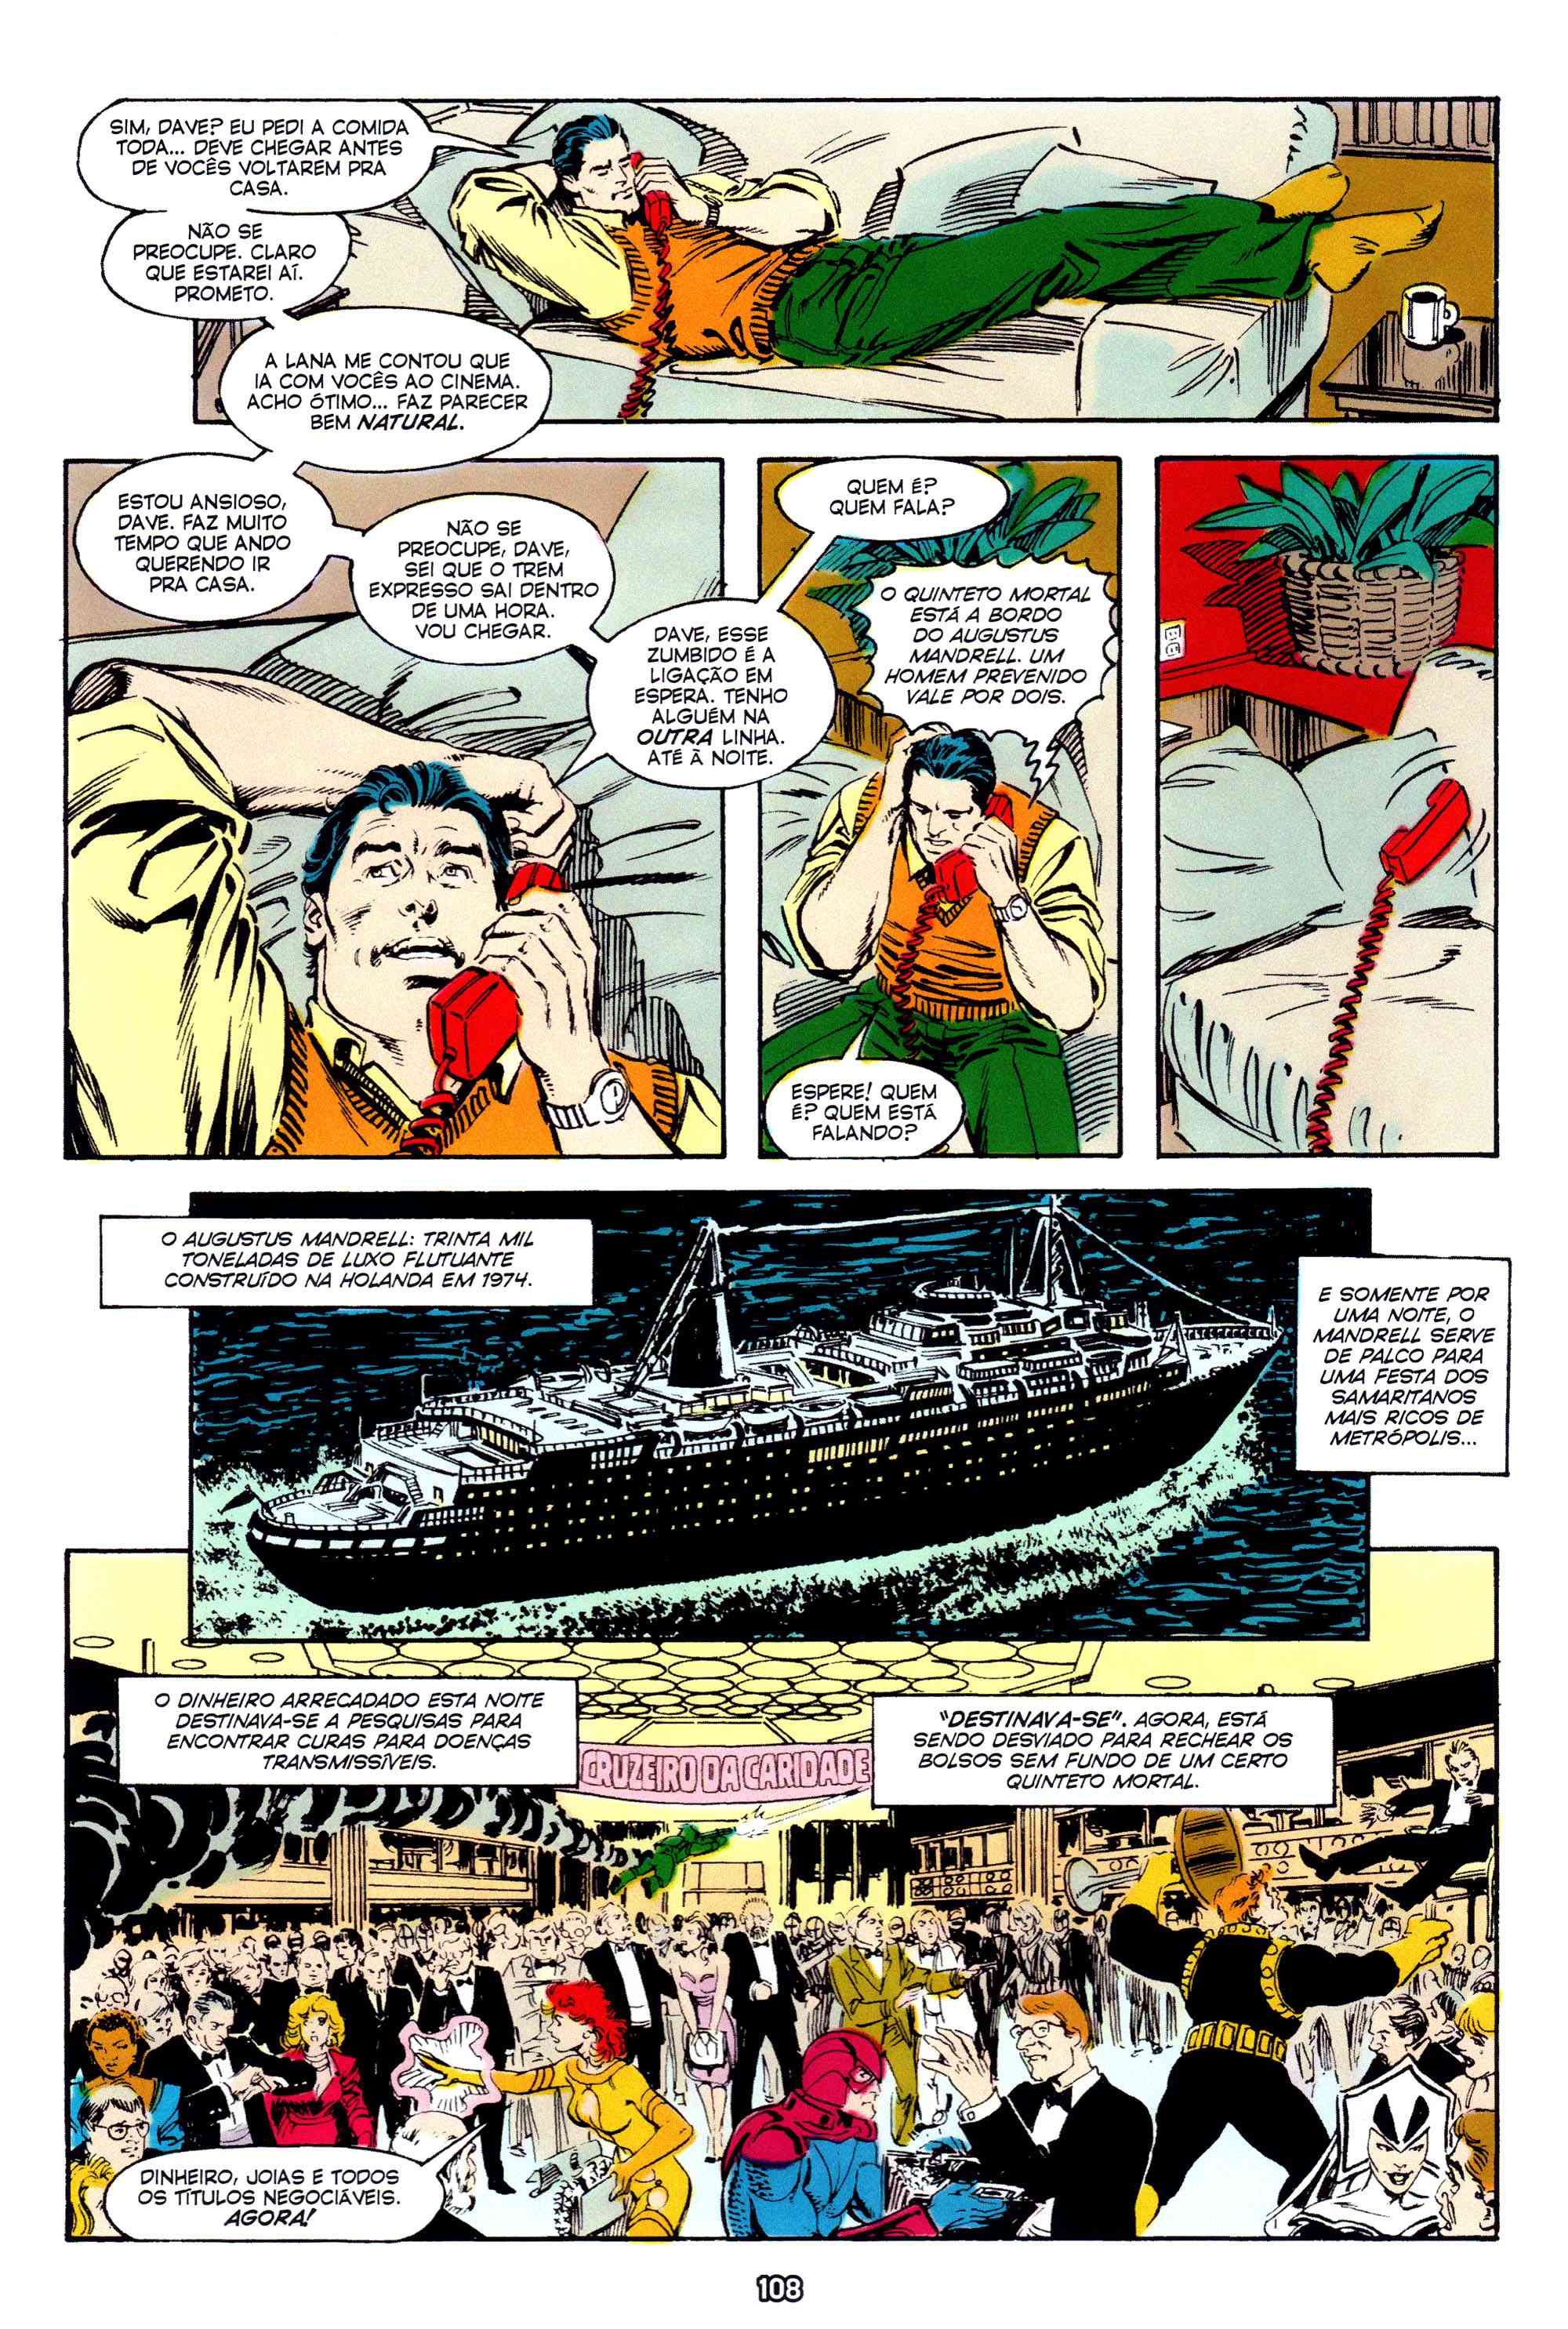 SIM, DAVE? EU PEDI A COMIDA
TODA... DEVE CHEGAR ANTES
DE VOCÊS VOLTAREM PRA
CASA.
NÃO SE
PREOCUPE. CLARO
QUE ESTAREI AÍ.
PROMETO.
A LANA ME CONTOU QUE
IA COM VOCÊS AO CINEMA.
ACHO ÓTIMO... FAZ PARECER
BEM NATURAL.
ESTOU ANSIOSO,
DAVE. FAZ MUITO
TEMPO QUE ANDO
QUERENDO IR
PRA CASA.
NÃO SE
PREOCUPE, DAVE,
SEI QUE O TREM
EXPRESSO SAI DENTRO
DE UMA HORA.
VOU CHEGAR.
DAVE, ESSE
ZUMBIDO É A
LIGAÇÃO EM
ESPERA. TENHO
ALGUÉM NA
OUTRA LINHA.
ATÉ À NOITE.
QUEM É?
QUEM FALA?
O QUINTETO MORTAL
ESTÁ A BORDO
DO AUGUSTUS
MANDRELL. UM
HOMEM PREVENIDO
VALE POR DOIS.
ESPERE! QUEM
É? QUEM ESTÁ
FALANDO?
O AUGUSTUS MANDRELL: TRINTA MIL
TONELADAS DE LUXO FLUTUANTE
CONSTRUÍDO NA HOLANDA EM 1974.
E SOMENTE POR
UMA NOITE, O
MANDRELL SERVE
DE PALCO PARA
UMA FESTA DOS
SAMARITANOS
MAIS RICOS DE
METRÓPOLIS...
O DINHEIRO ARRECADADO ESTA NOITE
DESTINAVA-SE A PESQUISAS PARA
ENCONTRAR CURAS PARA DOENÇAS
TRANSMISSÍVEIS.
CRUZEIRO DA CARIDADE
"DESTINAVA-SE". AGORA, ESTÁ
SENDO DESVIADO PARA RECHEAR OS
BOLSOS SEM FUNDO DE UM CERTO
QUINTETO MORTAL.
DINHEIRO, JOIAS E TODOS
OS TÍTULOS NEGOCIÁVEIS.
AGORA!
108